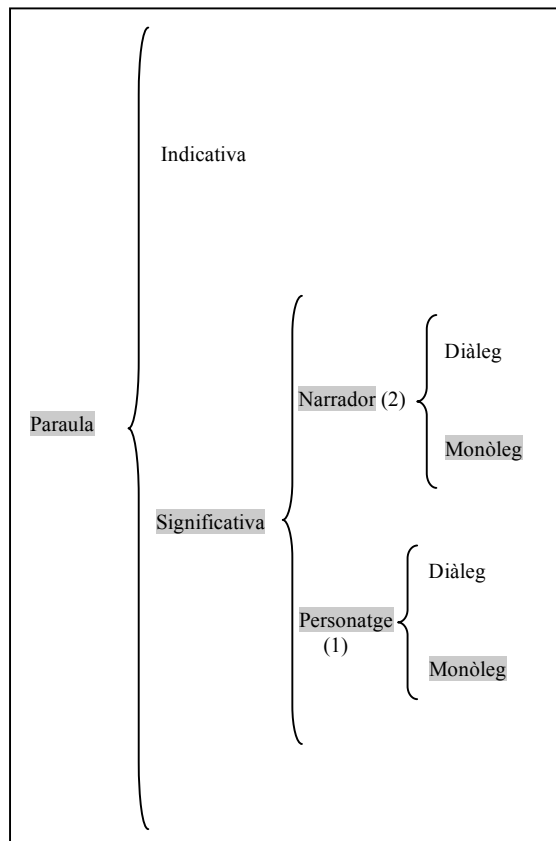 Indicativa
Diàleg
Narrador (2)
Paraula
Monòleg
Significativa
Diàleg
Personatge
(1)
Monòleg